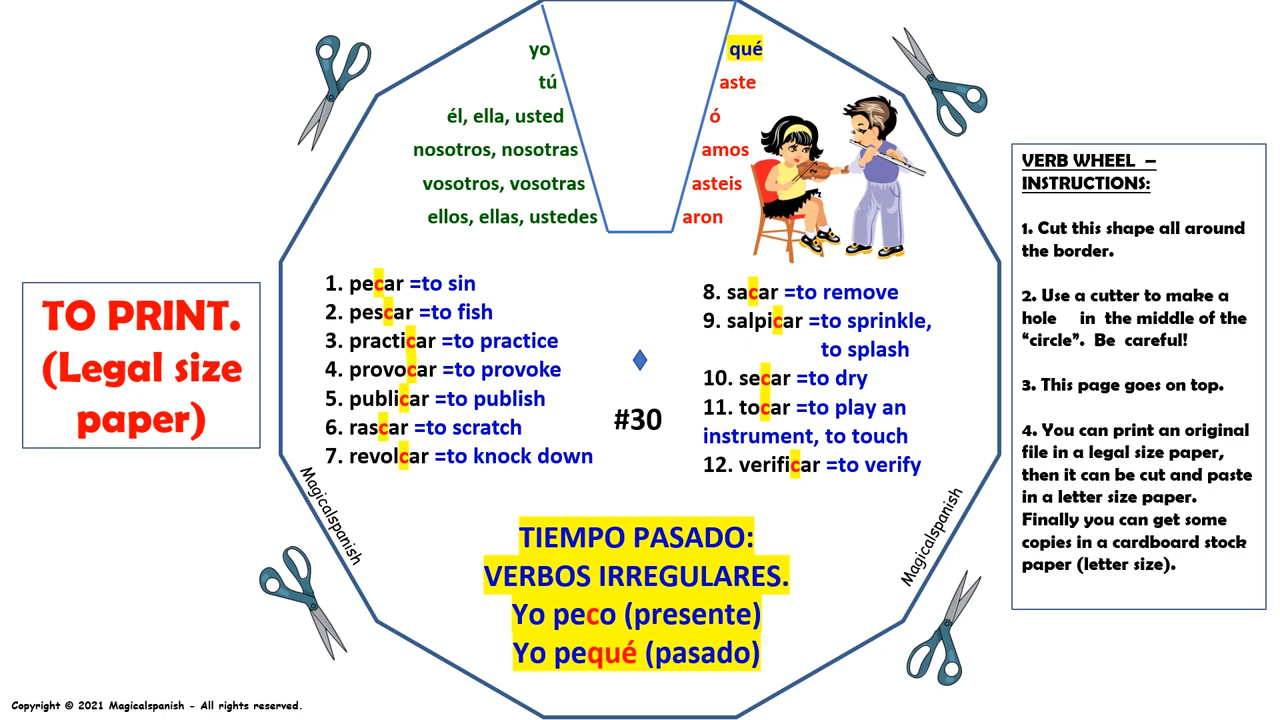 yo
tú
él, ella, usted
nosotros, nosotras
vosotros, vosotras
ellos, ellas, ustedes
qué
aste
ó
amos
asteis
aron
TO PRINT.
(Legal size
paper)
1. pecar =to sin
2. pescar =to fish
3. practicar =to practice
4. provocar =to provoke
5. publicar =to publish
6. rascar =to scratch
7. revolcar =to knock down
#30
8. sacar =to remove
9. salpicar =to sprinkle,
to splash
10. secar =to dry
11. tocar =to play an
instrument, to touch
12. verificar =to verify
TIEMPO PASADO:
VERBOS IRREGULARES.
Yo peco (presente)
Yo pequé (pasado)
Magicalspanish
Magicalspanish
VERB WHEEL –
INSTRUCTIONS:
1. Cut this shape all around
the border.
2. Use a cutter to make a
hole in the middle of the
“circle”. Be careful!
3. This page goes on top.
4. You can print an original
file in a legal size paper,
then it can be cut and paste
in a letter size paper.
Finally you can get some
copies in a cardboard stock
paper (letter size).
Copyright © 2021 Magicalspanish - All rights reserved.